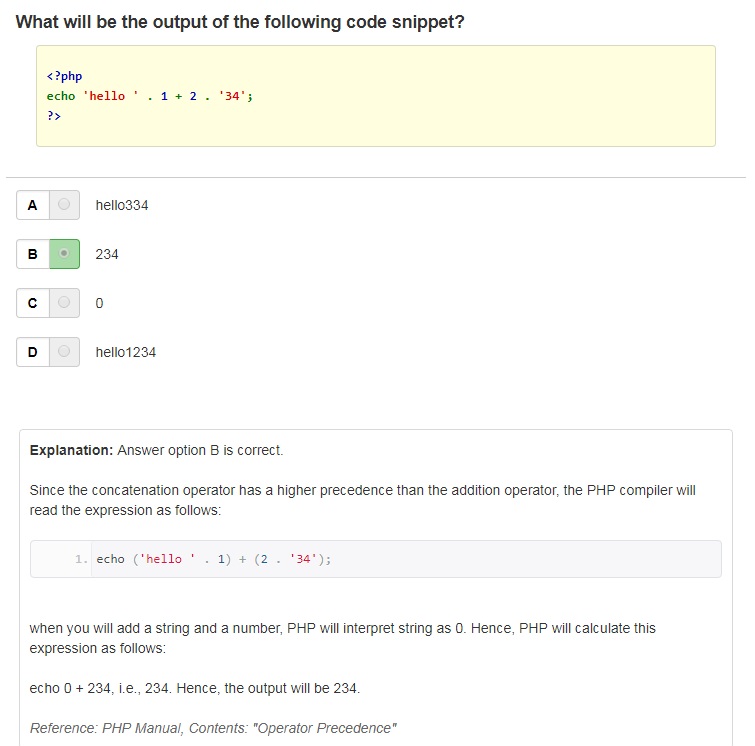 What will be the output of the following code snippet?
<?php
echo 'hello ' . 1 + 2 . '34';
?>
A hello334
B 234
C 0
D hello1234
Explanation: Answer option B is correct.
Since the concatenation operator has a higher precedence than the addition operator, the PHP compiler will
read the expression as follows:
1. echo ('hello ' . 1) + (2 . '34');
when you will add a string and a number, PHP will interpret string as 0. Hence, PHP will calculate this
expression as follows:
echo 0 + 234, i.e., 234. Hence, the output will be 234.
Reference: PHP Manual, Contents: "Operator Precedence"